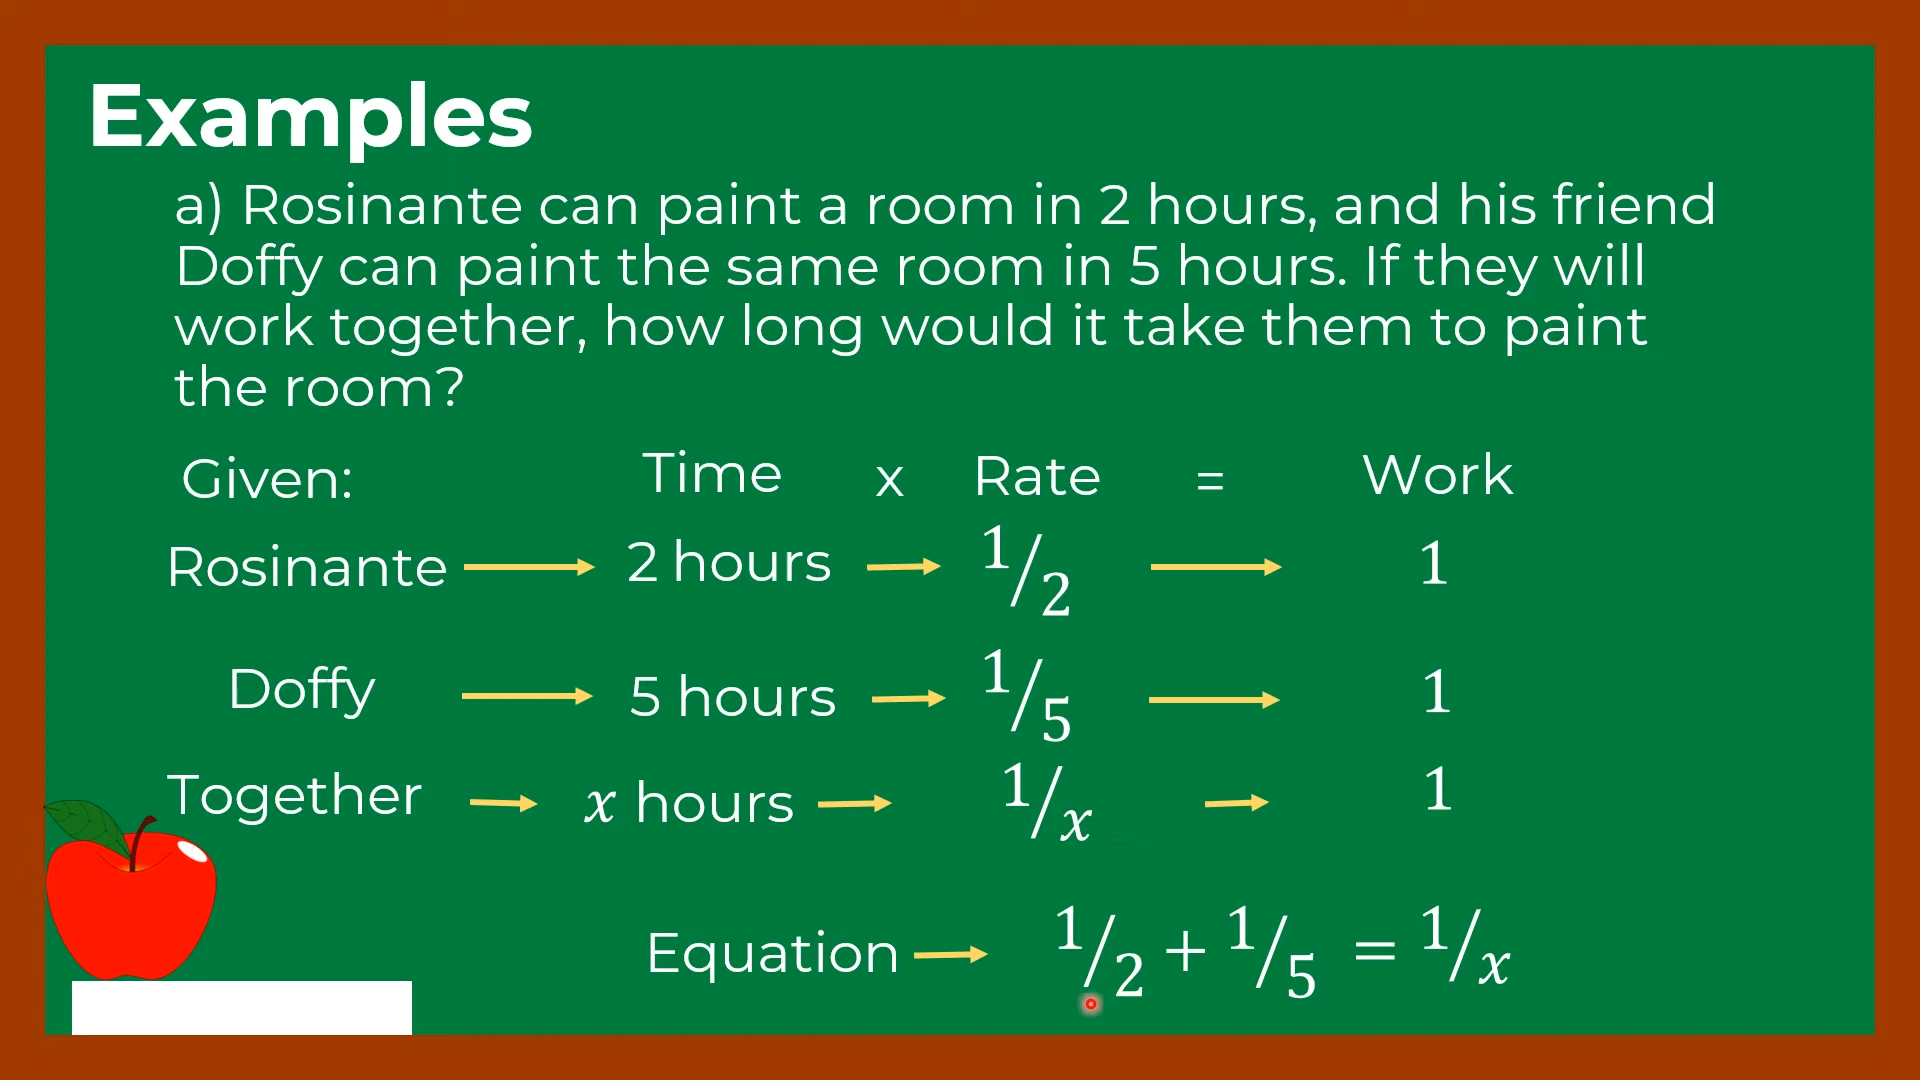 Examples
a) Rosinante can paint a room in 2 hours, and his friend
Doffy can paint the same room in 5 hours. If they will
work together, how long would it take them to paint
the room?
Given: Time x Rate = Work
Rosinante → 2 hours → 1/2 → 1
Doffy → 5 hours → 1/5 → 1
Together → x hours → 1/x → 1
Equation → 1/2 + 1/5 = 1/x